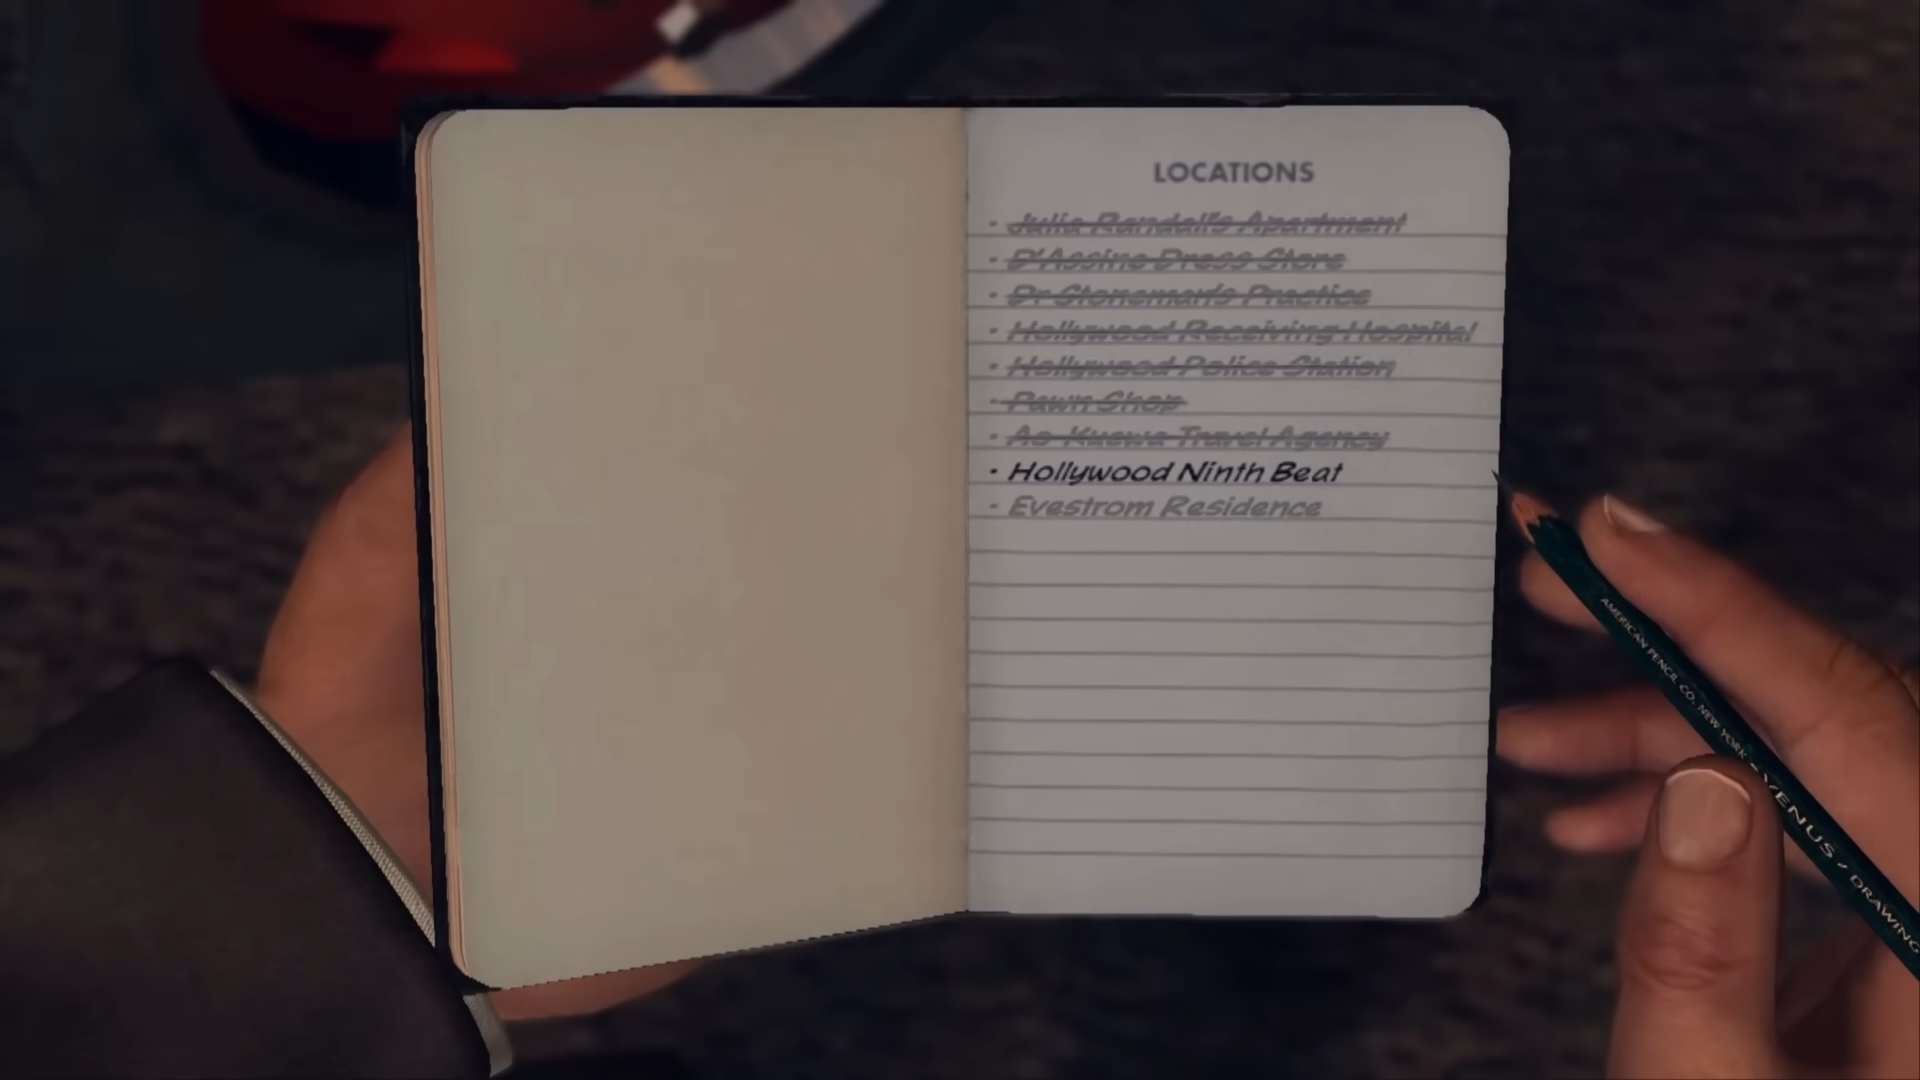 LOCATIONS
· Julia Randall's Apartment
· D'Assine Dress Store
· Dr Stoneman's Practice
· Hollywood Receiving Hospital
· Hollywood Police Station
· Pawn Shop
· Ao-Kuewa Travel Agency
· Hollywood Ninth Beat
· Evestrom Residence
AMERICAN PENCIL CO. NEW YORK VENUS DRAWING